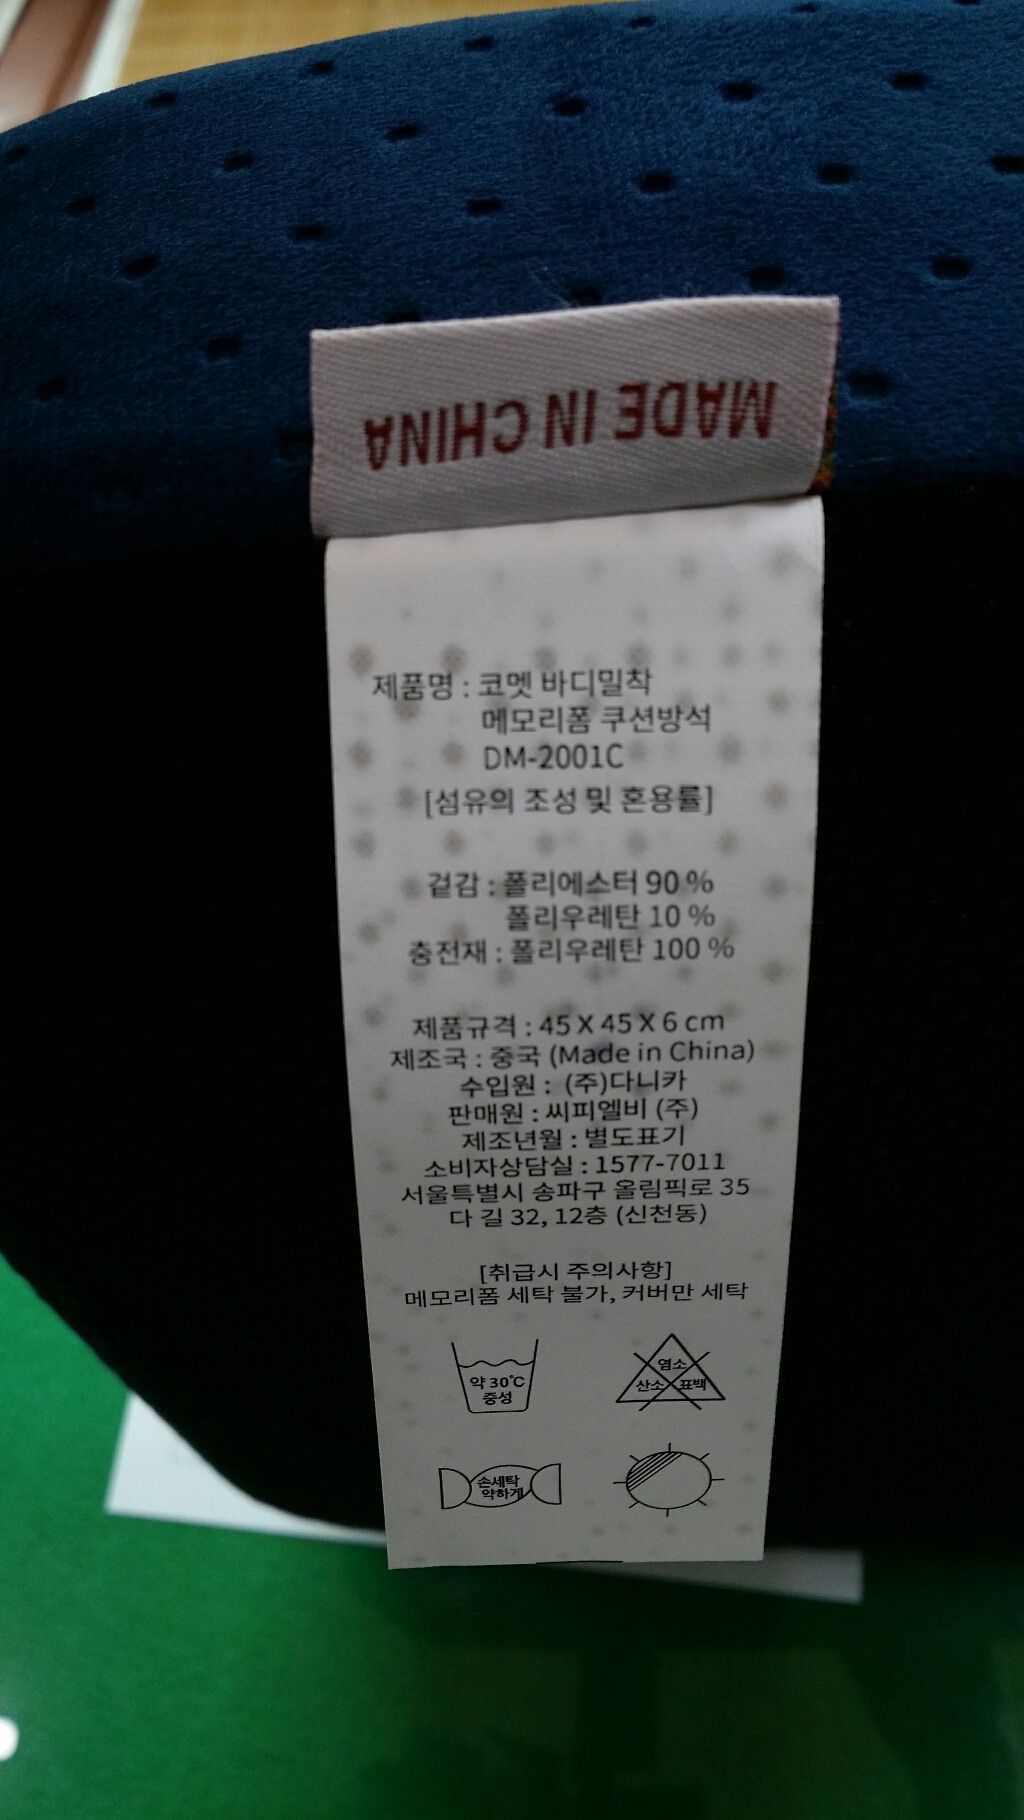 MADE IN CHINA
제품명 : 코멧 바디밀착
메모리폼 쿠션방석
DM-2001C
[섬유의 조성 및 혼용률]
겉감 : 폴리에스터 90 %
폴리우레탄 10 %
충전재 : 폴리우레탄 100 %
제품규격 : 45 X 45 X 6 cm
제조국 : 중국 (Made in China)
수입원 : (주)다니카
판매원 : 씨피엘비 (주)
제조년월 : 별도표기
소비자상담실 : 1577-7011
서울특별시 송파구 올림픽로 35
다 길 32, 12층 (신천동)
[취급시 주의사항]
메모리폼 세탁 불가, 커버만 세탁
약 30℃
중성
염소
산소 표백
손세탁
약하게